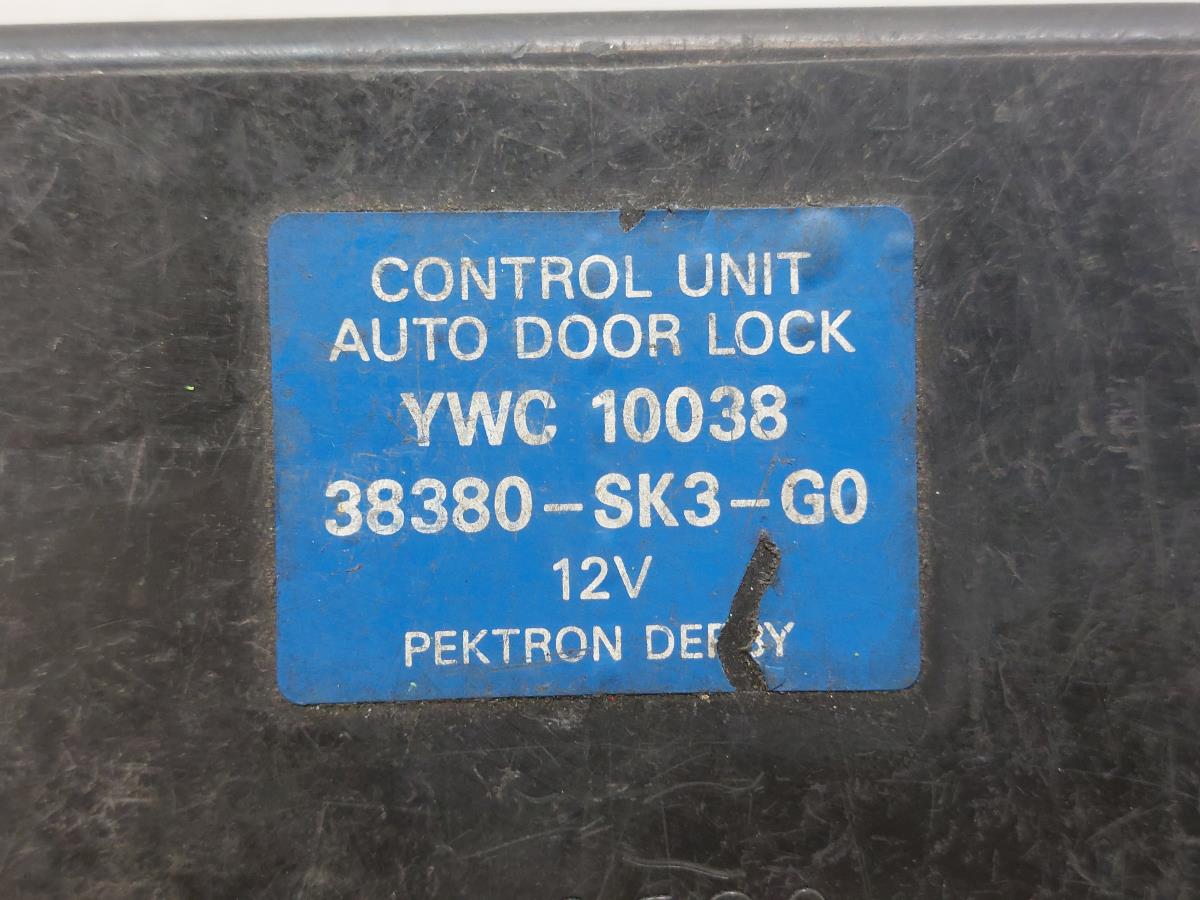 CONTROL UNIT
AUTO DOOR LOCK
YWC 10038
38380-SK3-G0
12V
PEKTRON DERBY